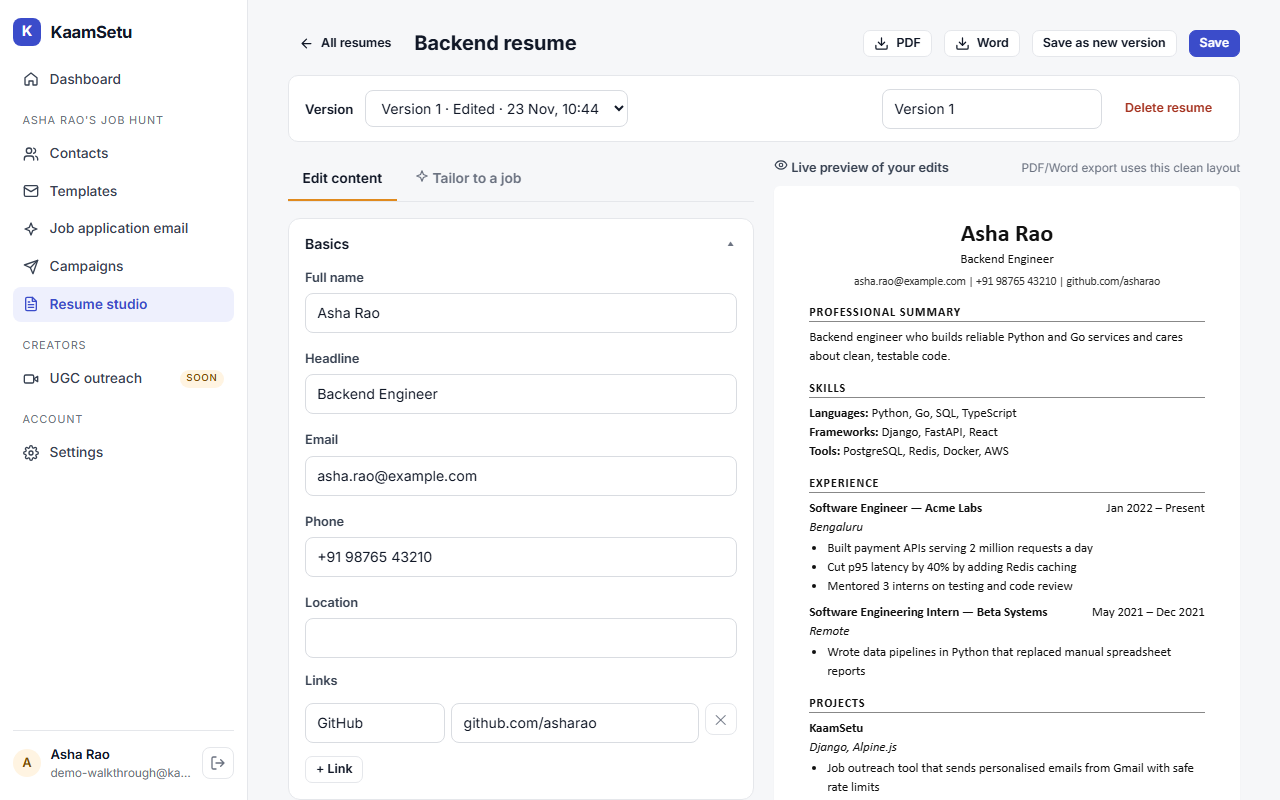 K KaamSetu
Dashboard
ASHA RAO'S JOB HUNT
Contacts
Templates
Job application email
Campaigns
Resume studio
CREATORS
UGC outreach SOON
ACCOUNT
Settings
A Asha Rao
demo-walkthrough@ka...
All resumes
Backend resume
PDF
Word
Save as new version
Save
Version
Version 1 · Edited · 23 Nov, 10:44
Version 1
Delete resume
Edit content
Tailor to a job
Basics
Full name
Asha Rao
Headline
Backend Engineer
Email
asha.rao@example.com
Phone
+91 98765 43210
Location
Links
GitHub
github.com/asharao
+ Link
Live preview of your edits
PDF/Word export uses this clean layout
Asha Rao
Backend Engineer
asha.rao@example.com | +91 98765 43210 | github.com/asharao
PROFESSIONAL SUMMARY
Backend engineer who builds reliable Python and Go services and cares
about clean, testable code.
SKILLS
Languages: Python, Go, SQL, TypeScript
Frameworks: Django, FastAPI, React
Tools: PostgreSQL, Redis, Docker, AWS
EXPERIENCE
Software Engineer — Acme Labs Jan 2022 – Present
Bengaluru
• Built payment APIs serving 2 million requests a day
• Cut p95 latency by 40% by adding Redis caching
• Mentored 3 interns on testing and code review
Software Engineering Intern — Beta Systems May 2021 – Dec 2021
Remote
• Wrote data pipelines in Python that replaced manual spreadsheet
reports
PROJECTS
KaamSetu
Django, Alpine.js
• Job outreach tool that sends personalised emails from Gmail with safe
rate limits